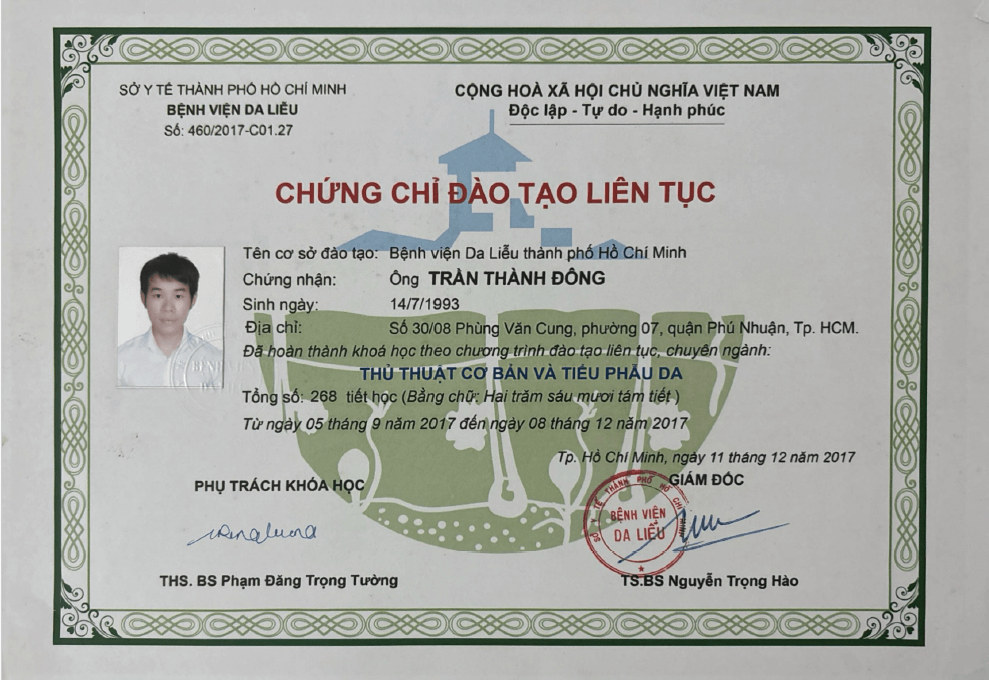 SỞ Y TẾ THÀNH PHỐ HỒ CHÍ MINH
BỆNH VIỆN DA LIỄU
Số: 460/2017-C01.27
CỘNG HOÀ XÃ HỘI CHỦ NGHĨA VIỆT NAM
Độc lập - Tự do - Hạnh phúc
CHỨNG CHỈ ĐÀO TẠO LIÊN TỤC
Tên cơ sở đào tạo: Bệnh viện Da Liễu thành phố Hồ Chí Minh
Chứng nhận: Ông TRẦN THÀNH ĐÔNG
Sinh ngày: 14/7/1993
Địa chỉ: Số 30/08 Phùng Văn Cung, phường 07, quận Phú Nhuận, Tp. HCM.
Đã hoàn thành khoá học theo chương trình đào tạo liên tục, chuyên ngành:
THỦ THUẬT CƠ BẢN VÀ TIỂU PHẪU DA
Tổng số: 268 tiết học (Bằng chữ: Hai trăm sáu mươi tám tiết )
Từ ngày 05 tháng 9 năm 2017 đến ngày 08 tháng 12 năm 2017
Tp. Hồ Chí Minh, ngày 11 tháng 12 năm 2017
PHỤ TRÁCH KHÓA HỌC
GIÁM ĐỐC
SỞ Y TẾ THÀNH PHỐ HỒ CHÍ MINH
BỆNH VIỆN
DA LIỄU
THS. BS Phạm Đăng Trọng Tường
TS.BS Nguyễn Trọng Hào